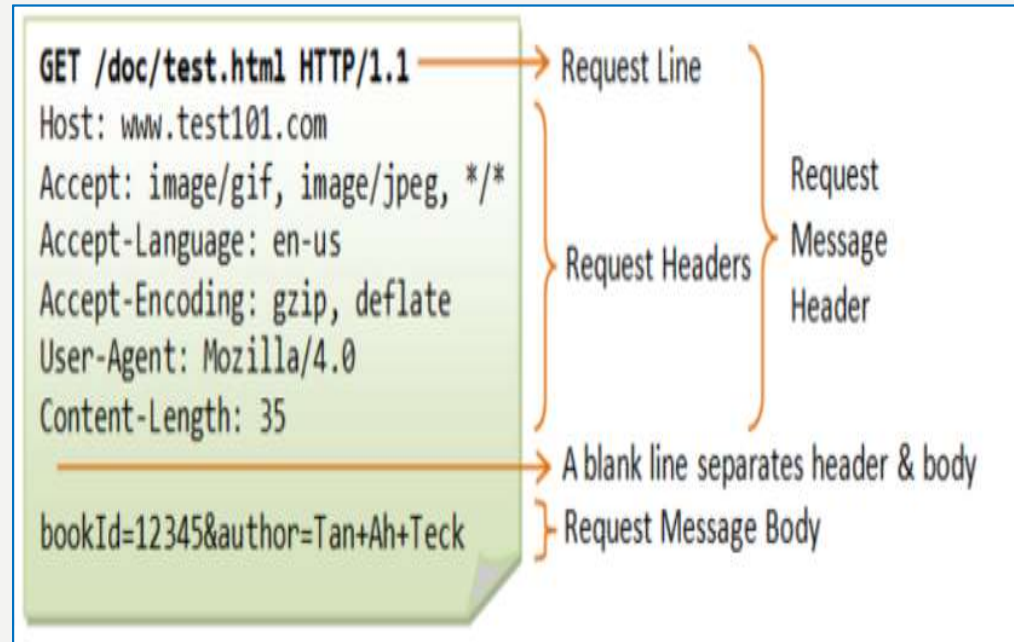 GET /doc/test.html HTTP/1.1
Request Line
Host: www.test101.com
Accept: image/gif, image/jpeg, */*
Accept-Language: en-us
Accept-Encoding: gzip, deflate
User-Agent: Mozilla/4.0
Content-Length: 35
Request Headers
Request
Message
Header
A blank line separates header & body
bookId=12345&author=Tan+Ah+Teck
Request Message Body